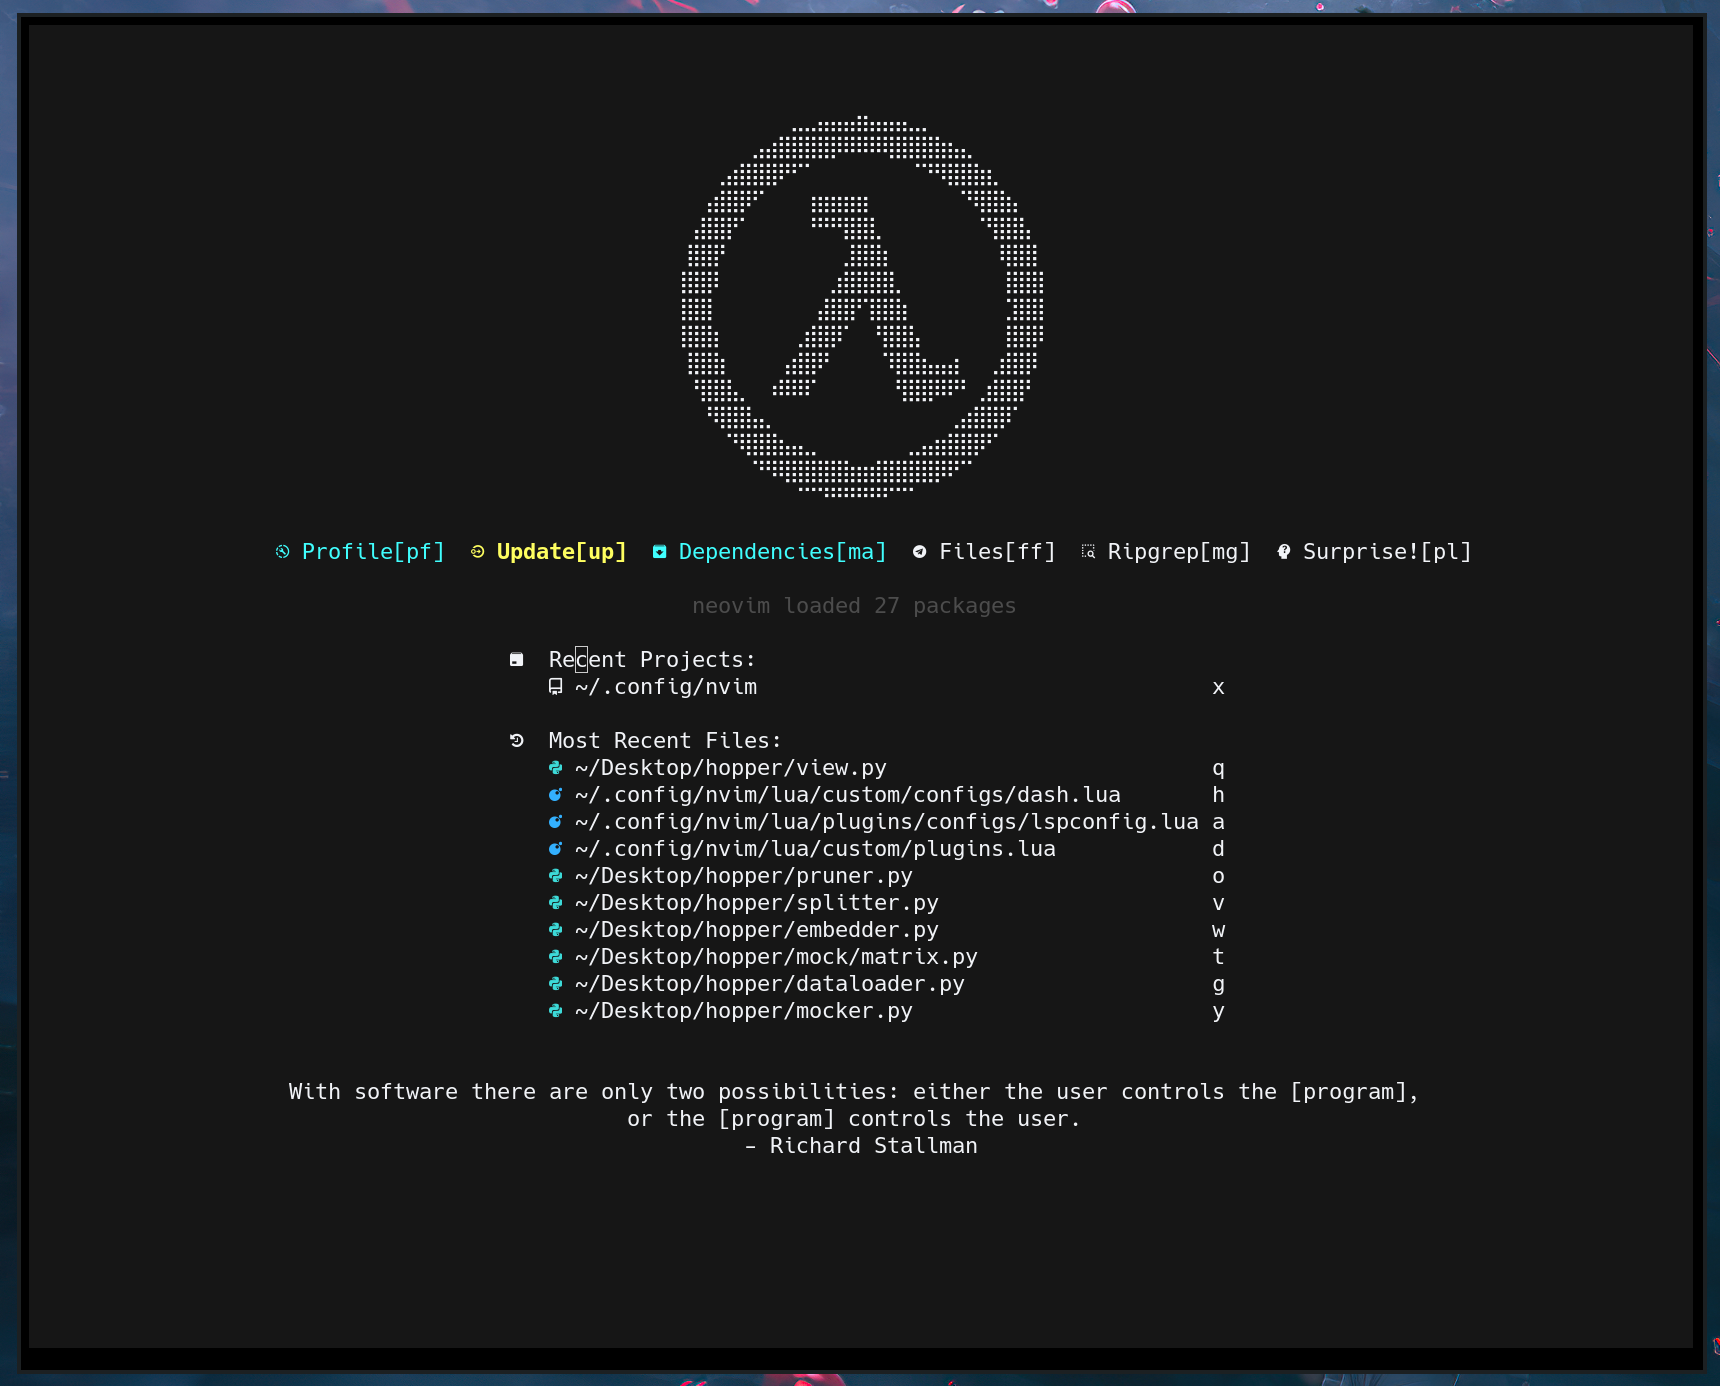 Profile[pf] Update[up] Dependencies[ma] Files[ff] Ripgrep[mg] Surprise![pl]
neovim loaded 27 packages
Recent Projects:
~/.config/nvim x
Most Recent Files:
~/Desktop/hopper/view.py q
~/.config/nvim/lua/custom/configs/dash.lua h
~/.config/nvim/lua/plugins/configs/lspconfig.lua a
~/.config/nvim/lua/custom/plugins.lua d
~/Desktop/hopper/pruner.py o
~/Desktop/hopper/splitter.py v
~/Desktop/hopper/embedder.py w
~/Desktop/hopper/mock/matrix.py t
~/Desktop/hopper/dataloader.py g
~/Desktop/hopper/mocker.py y
With software there are only two possibilities: either the user controls the [program],
or the [program] controls the user.
– Richard Stallman